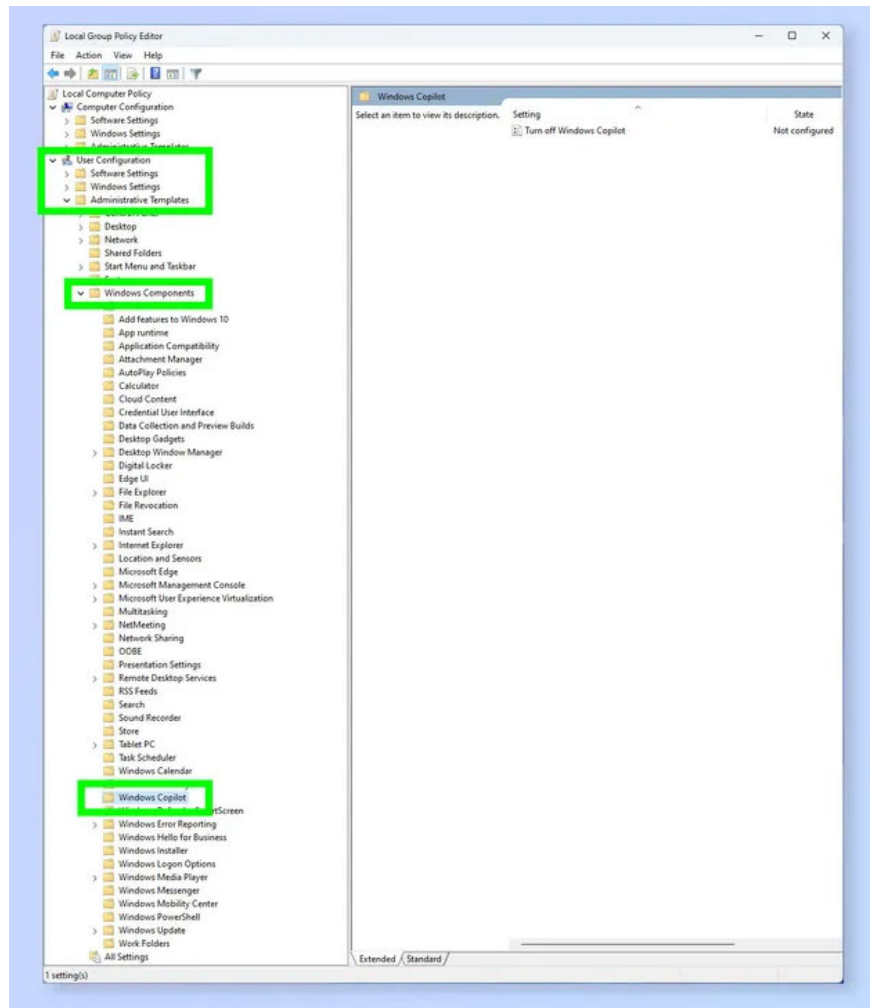 Local Group Policy Editor
File Action View Help
Local Computer Policy
Computer Configuration
Software Settings
Windows Settings
Administrative Templates
User Configuration
Software Settings
Windows Settings
Administrative Templates
Control Panel
Desktop
Network
Shared Folders
Start Menu and Taskbar
Windows Components
Add features to Windows 10
App runtime
Application Compatibility
Attachment Manager
AutoPlay Policies
Calculator
Cloud Content
Credential User Interface
Data Collection and Preview Builds
Desktop Gadgets
Desktop Window Manager
Digital Locker
Edge UI
File Explorer
File Revocation
IME
Instant Search
Internet Explorer
Location and Sensors
Microsoft Edge
Microsoft Management Console
Microsoft User Experience Virtualization
Multitasking
NetMeeting
Network Sharing
OOBE
Presentation Settings
Remote Desktop Services
RSS Feeds
Search
Sound Recorder
Store
Tablet PC
Task Scheduler
Windows Calendar
Windows Copilot
Windows Error Reporting
Windows Hello for Business
Windows Installer
Windows Logon Options
Windows Media Player
Windows Messenger
Windows Mobility Center
Windows PowerShell
Windows Update
Work Folders
All Settings
Windows Copilot
Select an item to view its description.
Setting State
Turn off Windows Copilot Not configured
Extended Standard
1 setting(s)